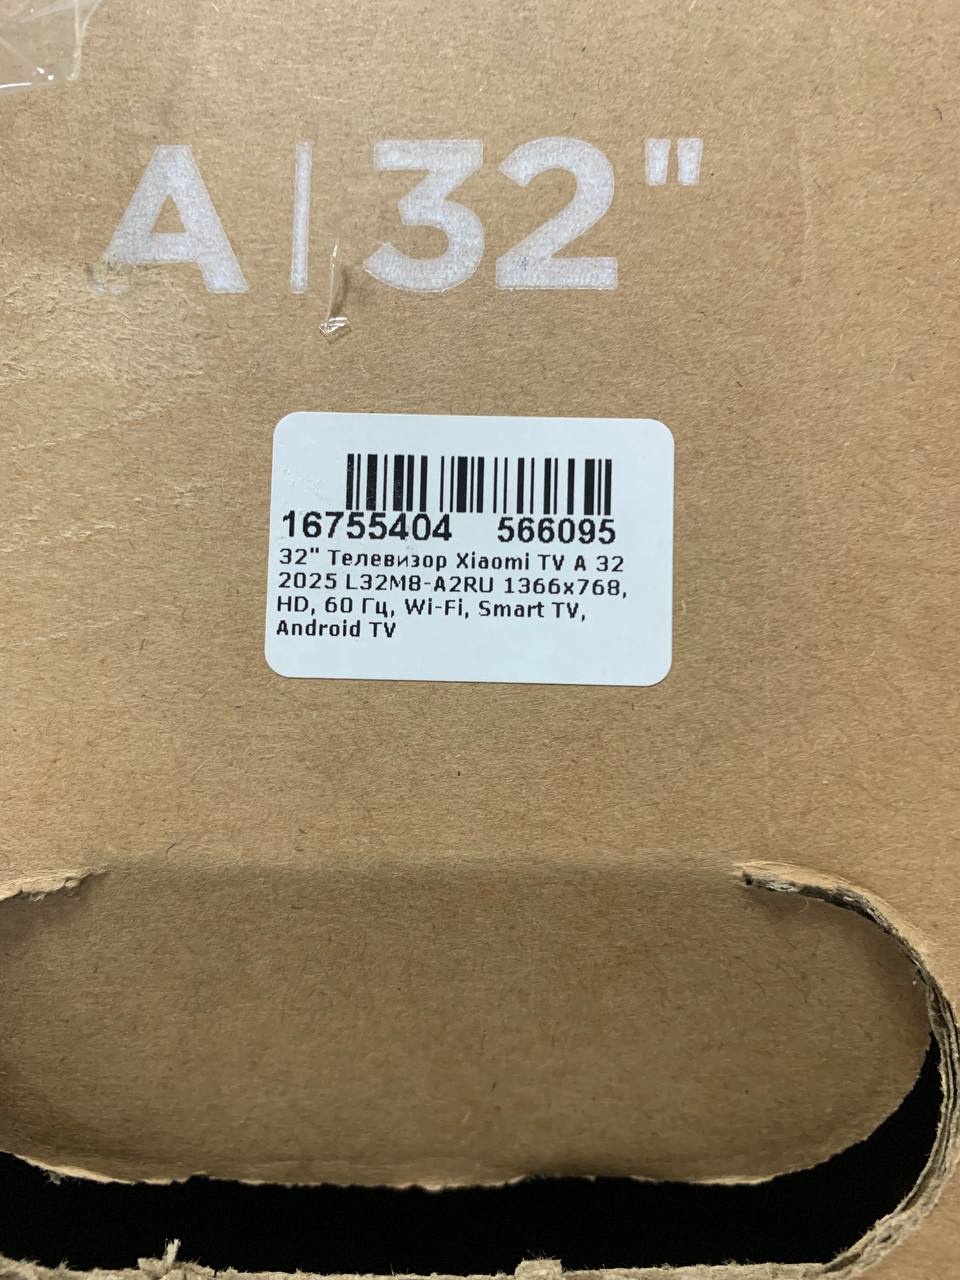 A|32"
16755404 566095
32" Телевизор Xiaomi TV A 32
2025 L32M8-A2RU 1366x768,
HD, 60 Гц, Wi-Fi, Smart TV,
Android TV